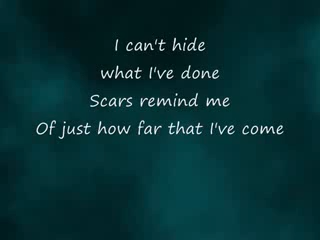 I can't hide
what I've done
Scars remind me
Of just how far that I've come